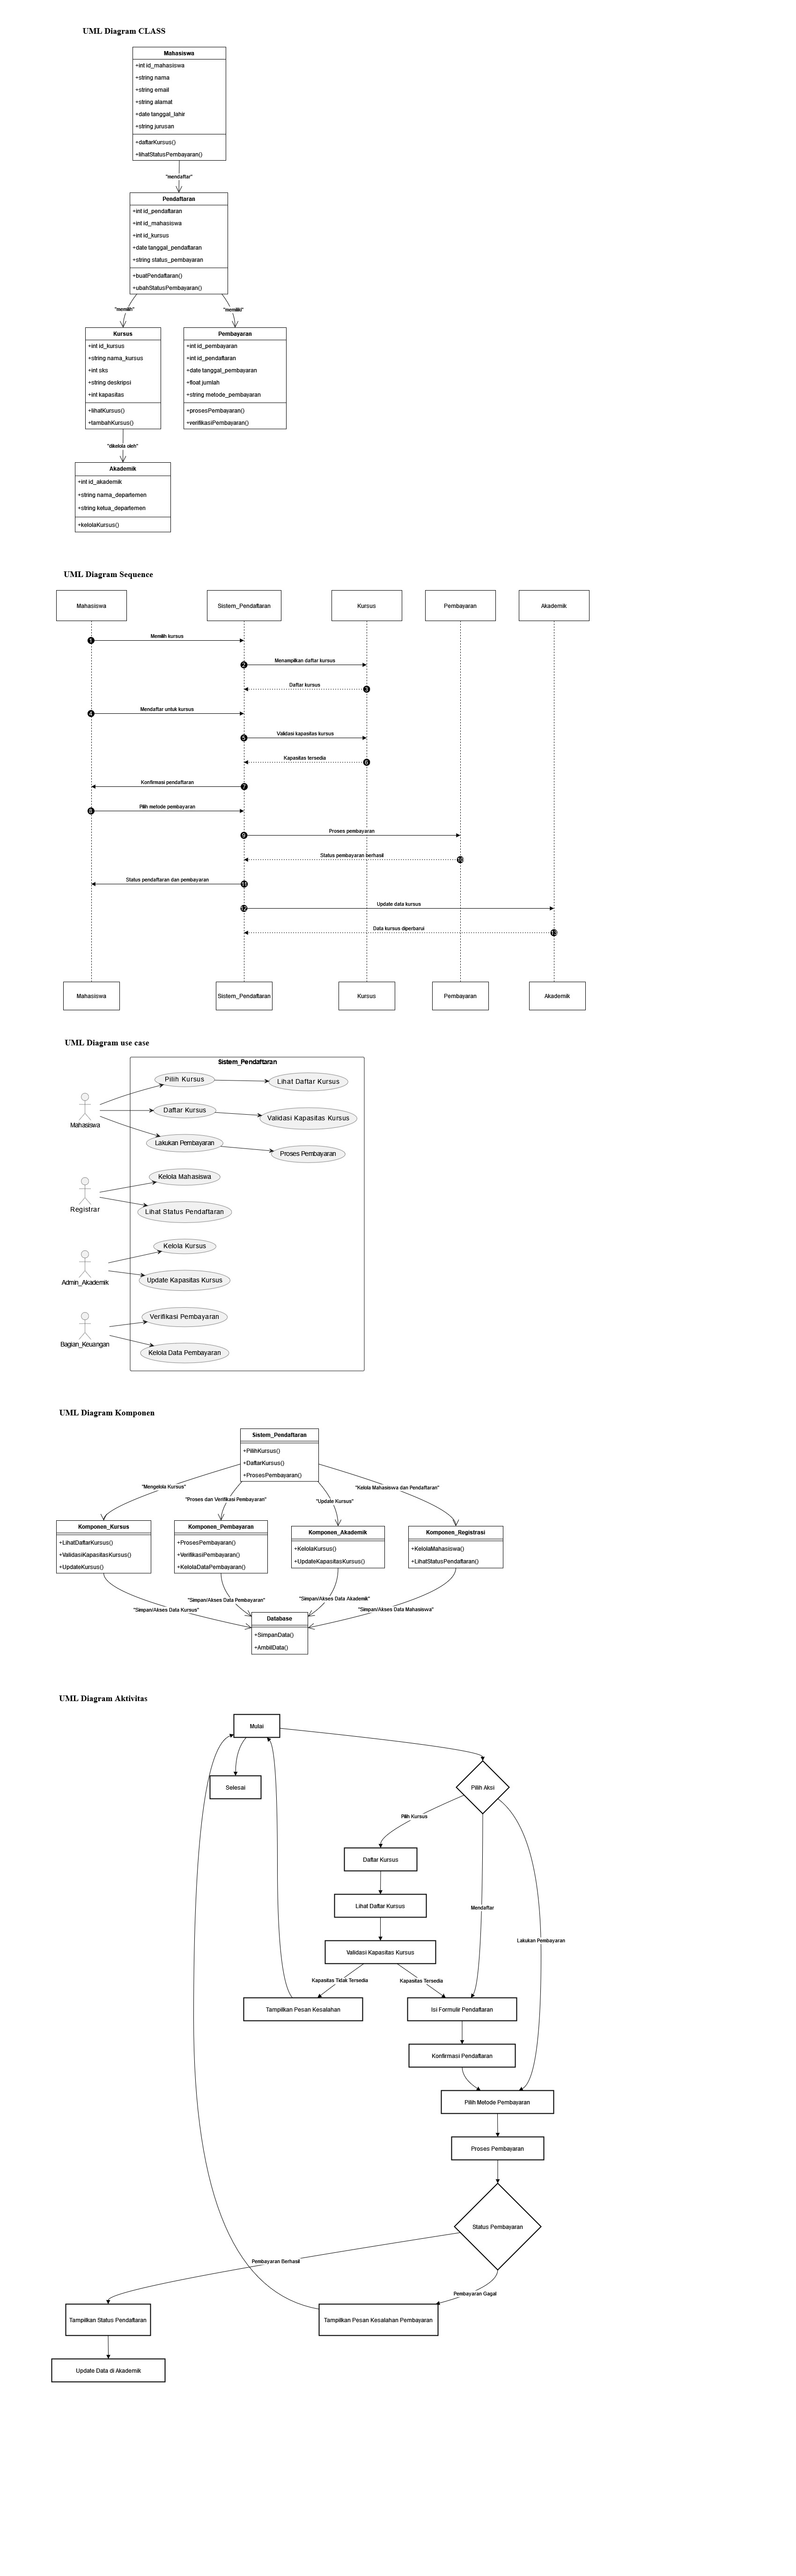 UML Diagram CLASS
Mahasiswa
+int id_mahasiswa
+string nama
+string email
+string alamat
+date tanggal_lahir
+string jurusan
+daftarKursus()
+lihatStatusPembayaran()
"mendaftar"
Pendaftaran
+int id_pendaftaran
+int id_mahasiswa
+int id_kursus
+date tanggal_pendaftaran
+string status_pembayaran
+buatPendaftaran()
+ubahStatusPembayaran()
"memilih"
"memiliki"
Kursus
+int id_kursus
+string nama_kursus
+int sks
+string deskripsi
+int kapasitas
+lihatKursus()
+tambahKursus()
Pembayaran
+int id_pembayaran
+int id_pendaftaran
+date tanggal_pembayaran
+float jumlah
+string metode_pembayaran
+prosesPembayaran()
+verifikasiPembayaran()
"dikelola oleh"
Akademik
+int id_akademik
+string nama_departemen
+string ketua_departemen
+kelolaKursus()
UML Diagram Sequence
Mahasiswa
Sistem_Pendaftaran
Kursus
Pembayaran
Akademik
1
Memilih kursus
2
Menampilkan daftar kursus
3
Daftar kursus
4
Mendaftar untuk kursus
5
Validasi kapasitas kursus
6
Kapasitas tersedia
7
Konfirmasi pendaftaran
8
Pilih metode pembayaran
9
Proses pembayaran
10
Status pembayaran berhasil
11
Status pendaftaran dan pembayaran
12
Update data kursus
13
Data kursus diperbarui
Mahasiswa
Sistem_Pendaftaran
Kursus
Pembayaran
Akademik
UML Diagram use case
Sistem_Pendaftaran
Mahasiswa
Pilih Kursus
Lihat Daftar Kursus
Daftar Kursus
Validasi Kapasitas Kursus
Lakukan Pembayaran
Proses Pembayaran
Registrar
Kelola Mahasiswa
Lihat Status Pendaftaran
Admin_Akademik
Kelola Kursus
Update Kapasitas Kursus
Bagian_Keuangan
Verifikasi Pembayaran
Kelola Data Pembayaran
UML Diagram Komponen
Sistem_Pendaftaran
+PilihKursus()
+DaftarKursus()
+ProsesPembayaran()
"Mengelola Kursus"
"Proses dan Verifikasi Pembayaran"
"Update Kursus"
"Kelola Mahasiswa dan Pendaftaran"
Komponen_Kursus
+LihatDaftarKursus()
+ValidasiKapasitasKursus()
+UpdateKursus()
Komponen_Pembayaran
+ProsesPembayaran()
+VerifikasiPembayaran()
+KelolaDataPembayaran()
Komponen_Akademik
+KelolaKursus()
+UpdateKapasitasKursus()
Komponen_Registrasi
+KelolaMahasiswa()
+LihatStatusPendaftaran()
"Simpan/Akses Data Kursus"
"Simpan/Akses Data Pembayaran"
"Simpan/Akses Data Akademik"
"Simpan/Akses Data Mahasiswa"
Database
+SimpanData()
+AmbilData()
UML Diagram Aktivitas
Mulai
Selesai
Pilih Aksi
Pilih Kursus
Daftar Kursus
Lihat Daftar Kursus
Mendaftar
Lakukan Pembayaran
Validasi Kapasitas Kursus
Kapasitas Tidak Tersedia
Kapasitas Tersedia
Tampilkan Pesan Kesalahan
Isi Formulir Pendaftaran
Konfirmasi Pendaftaran
Pilih Metode Pembayaran
Proses Pembayaran
Status Pembayaran
Pembayaran Berhasil
Pembayaran Gagal
Tampilkan Status Pendaftaran
Tampilkan Pesan Kesalahan Pembayaran
Update Data di Akademik